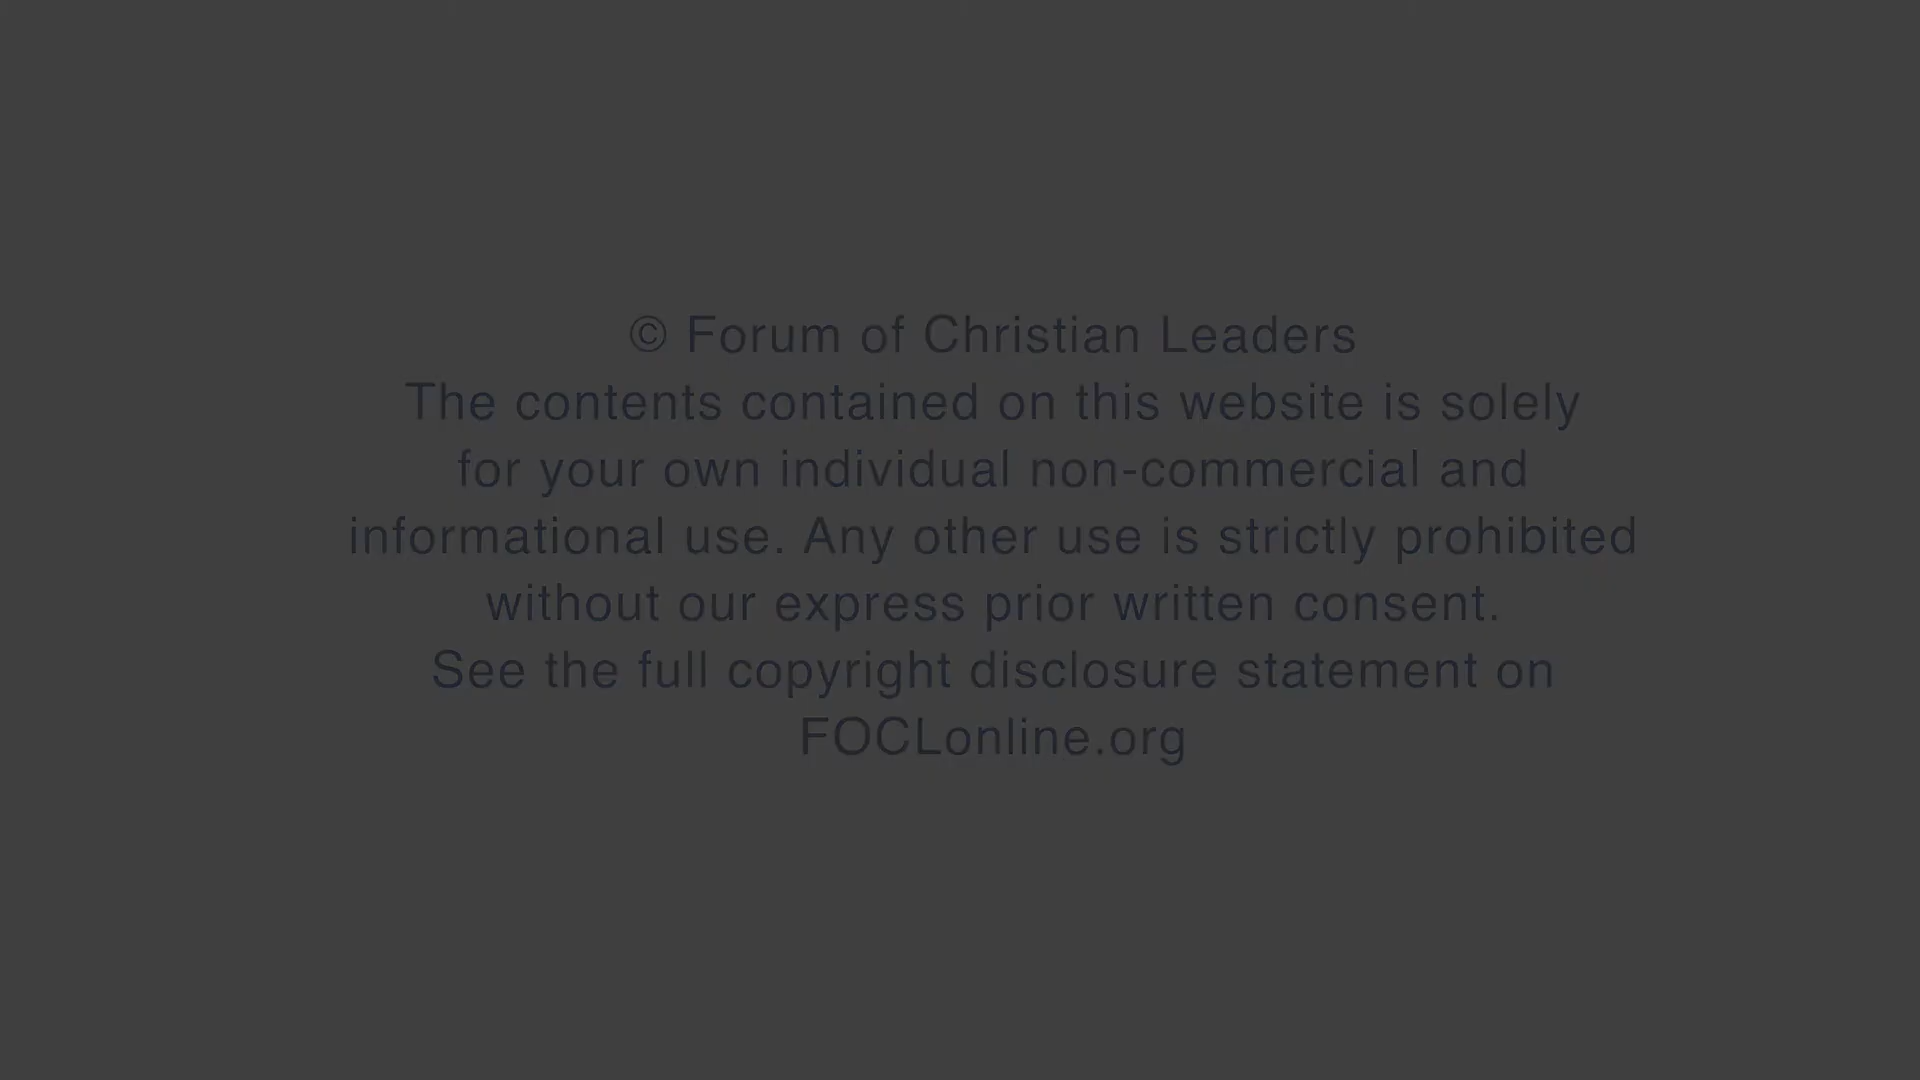 © Forum of Christian Leaders
The contents contained on this website is solely
for your own individual non-commercial and
informational use. Any other use is strictly prohibited
without our express prior written consent.
See the full copyright disclosure statement on
FOCLonline.org